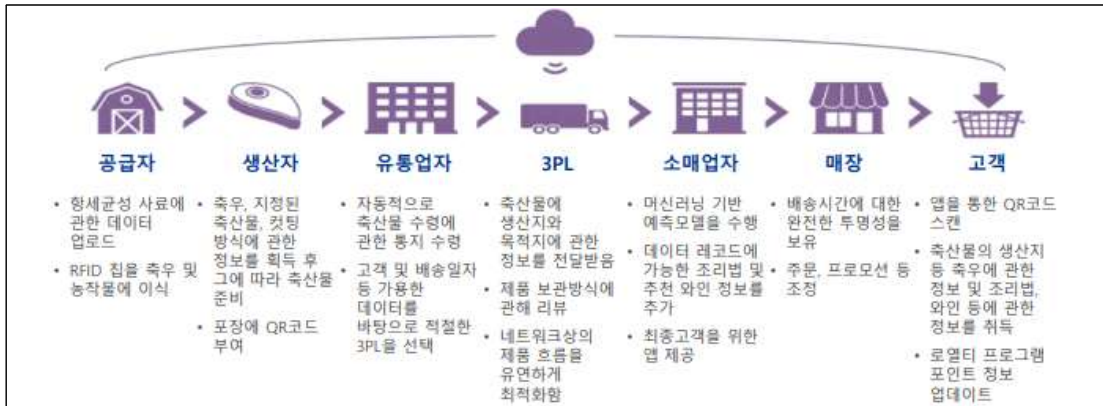 공급자
• 항세균성 사료에
관한 데이터
업로드
• RFID 칩을 축우 및
농작물에 이식
생산자
• 축우, 지정된
축산물, 컷팅
방식에 관한
정보를 획득 후
그에 따라 축산물
준비
• 포장에 QR코드
부여
유통업자
• 자동적으로
축산물 수령에
관한 통지 수령
• 고객 및 배송일자
등 가용한
데이터를
바탕으로 적절한
3PL을 선택
3PL
• 축산물에
생산지와
목적지에 관한
정보를 전달받음
• 제품 보관방식에
관해 리뷰
• 네트워크상의
제품 흐름을
유연하게
최적화함
소매업자
• 머신러닝 기반
예측모델을 수행
• 데이터 레코드에
가능한 조리법 및
추천 와인 정보를
추가
• 최종고객을 위한
앱 제공
매장
• 배송시간에 대한
완전한 투명성을
보유
• 주문, 프로모션 등
조정
고객
• 앱을 통한 QR코드
스캔
• 축산물의 생산지
등 축우에 관한
정보 및 조리법,
와인 등에 관한
정보를 취득
• 로열티 프로그램
포인트 정보
업데이트